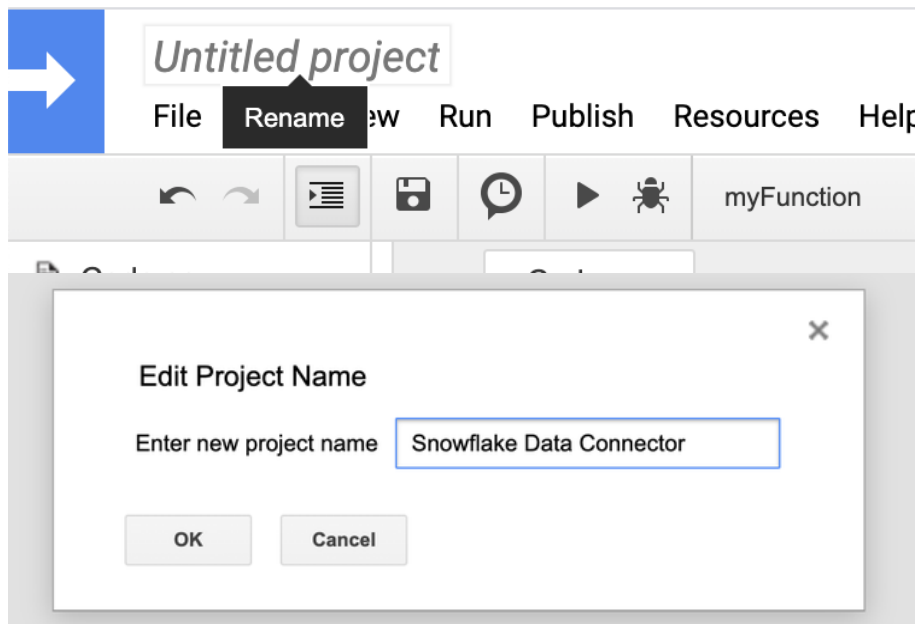 Untitled project
File Rename ew Run Publish Resources Help
myFunction
Edit Project Name
Enter new project name Snowflake Data Connector
OK Cancel